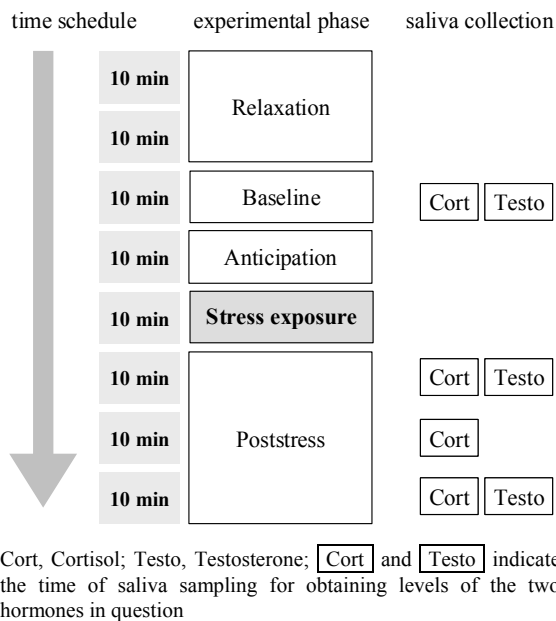 time schedule experimental phase saliva collection
10 min
Relaxation
10 min
10 min Baseline Cort Testo
10 min Anticipation
10 min Stress exposure
10 min Cort Testo
10 min Poststress Cort
10 min Cort Testo
Cort, Cortisol; Testo, Testosterone; Cort and Testo indicate
the time of saliva sampling for obtaining levels of the two
hormones in question